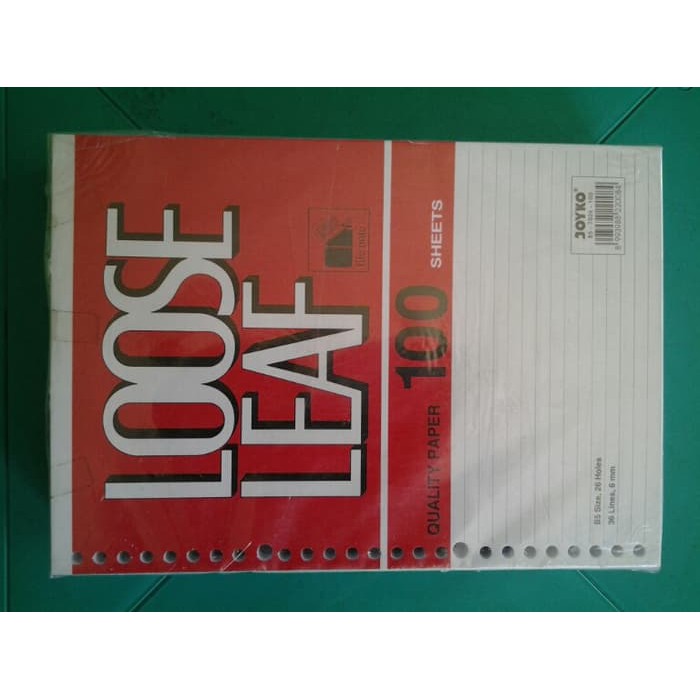 LOOSE
LEAF
QUALITY PAPER 100 SHEETS
B5 Size, 26 Holes
36 Lines, 6 mm
JOYKO®